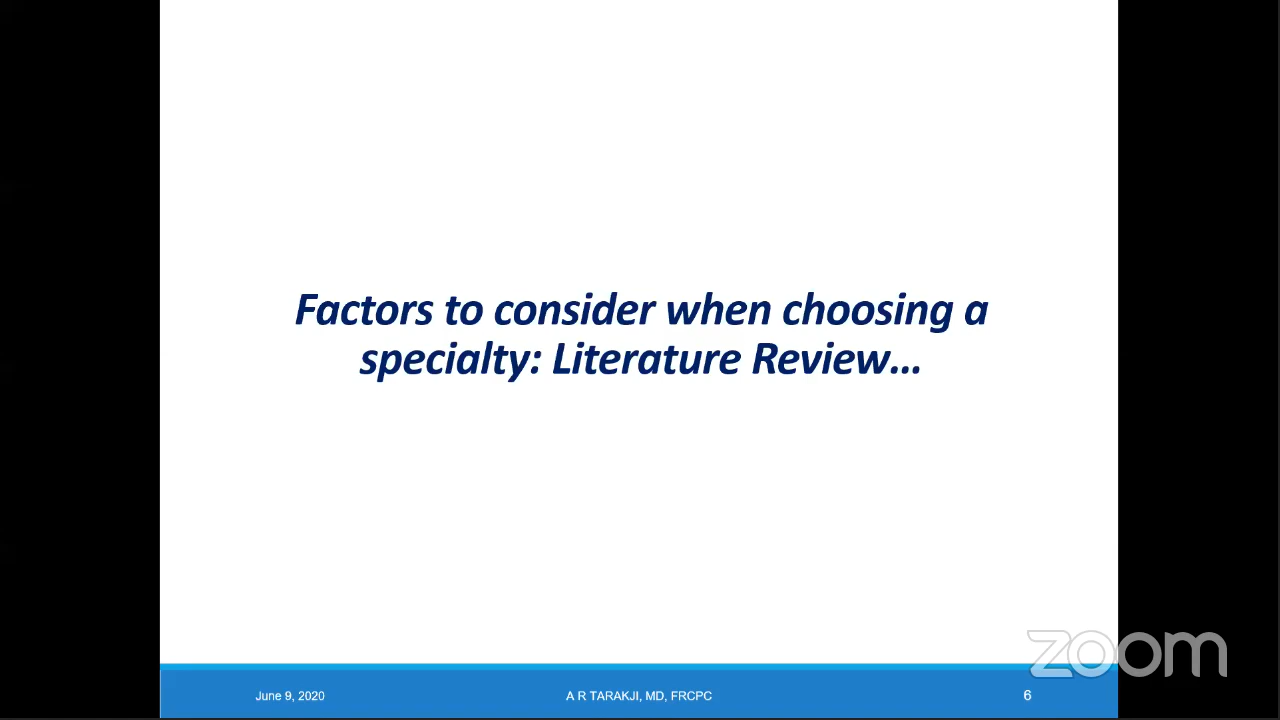 Factors to consider when choosing a
specialty: Literature Review...
zoom
June 9, 2020
A R TARAKJI, MD, FRCPC
6